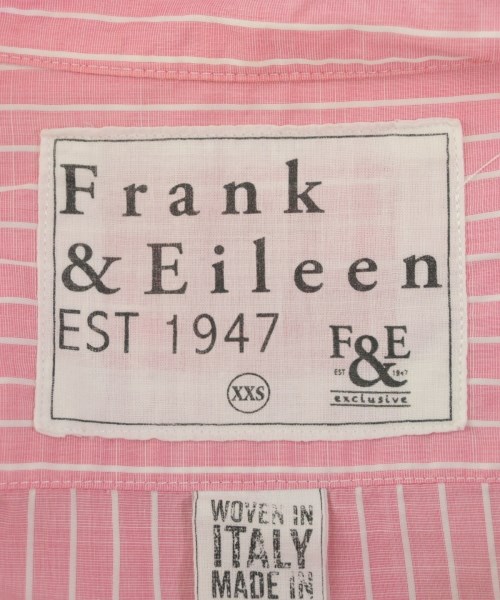 Frank
& Eileen
EST 1947
F&E
EST 1947
exclusive
XXS
WOVEN IN
ITALY
MADE IN